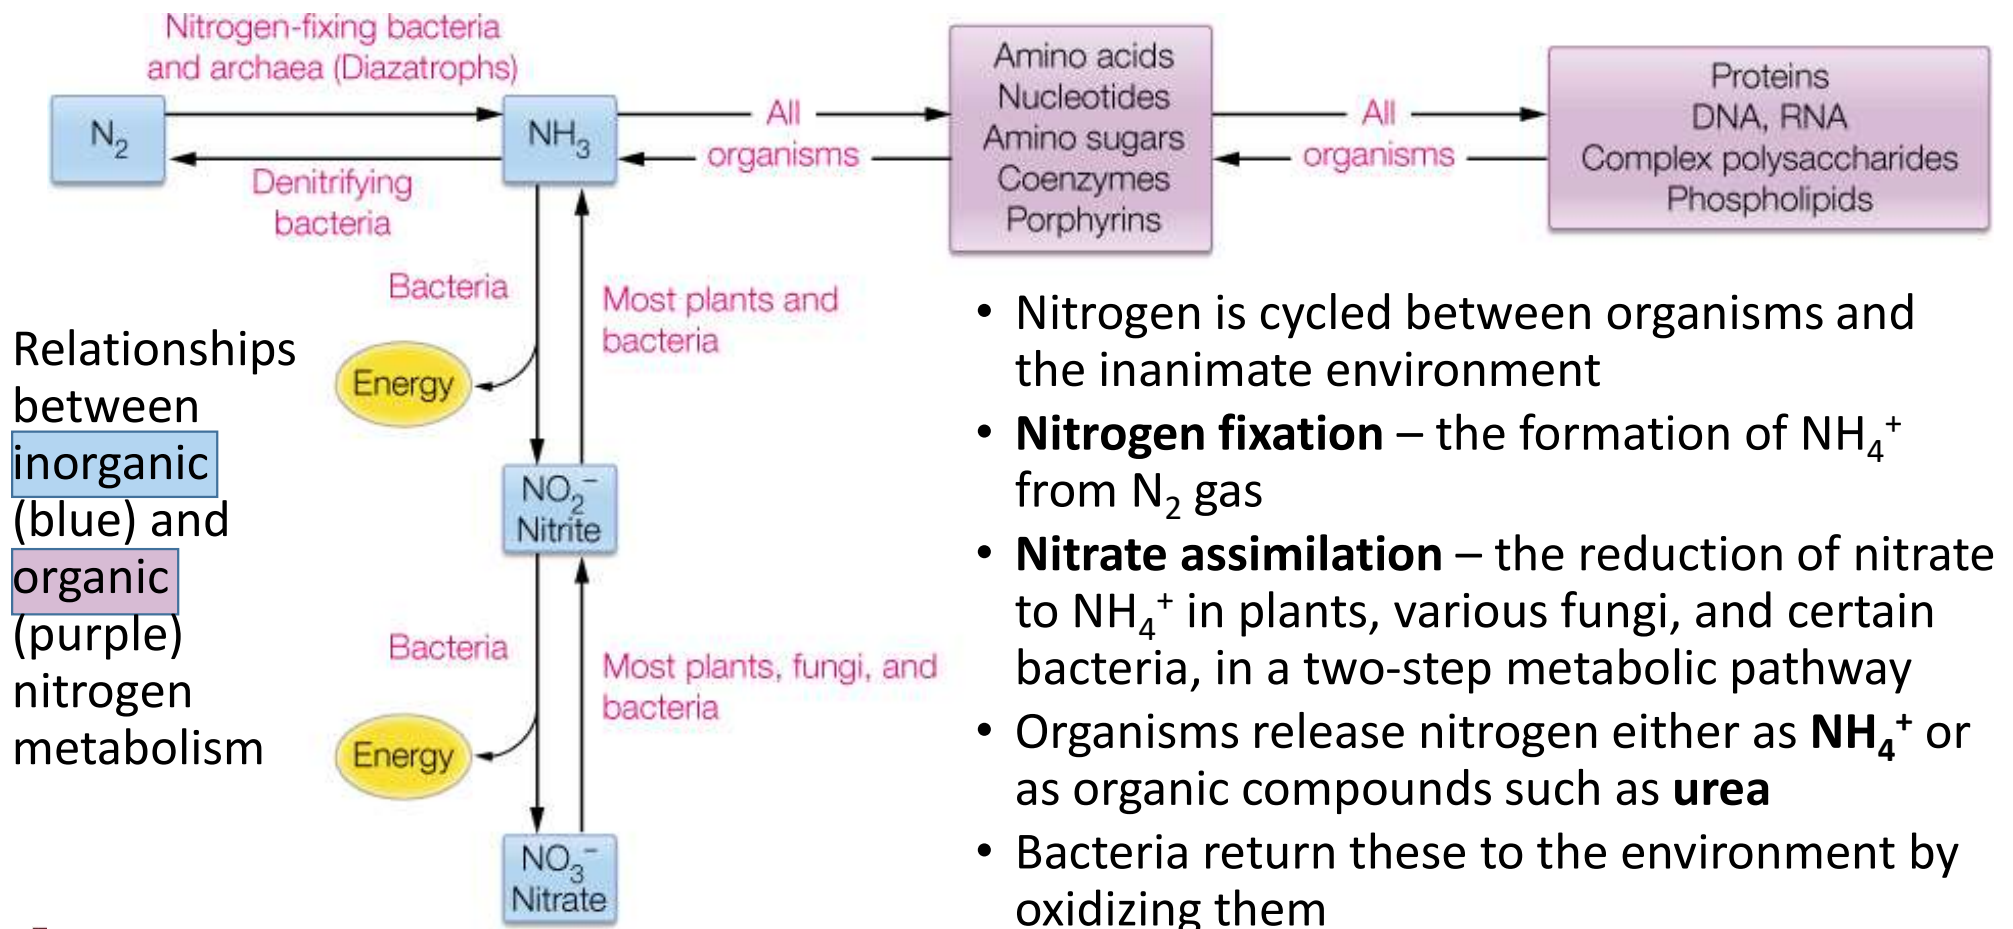 Nitrogen-fixing bacteria
and archaea (Diazatrophs)
N₂
NH₃
Denitrifying
bacteria
All
organisms
Amino acids
Nucleotides
Amino sugars
Coenzymes
Porphyrins
All
organisms
Proteins
DNA, RNA
Complex polysaccharides
Phospholipids
Bacteria
Most plants and
bacteria
Energy
NO₂⁻
Nitrite
Bacteria
Most plants, fungi, and
bacteria
Energy
NO₃⁻
Nitrate
Relationships
between
inorganic
(blue) and
organic
(purple)
nitrogen
metabolism
• Nitrogen is cycled between organisms and
the inanimate environment
• Nitrogen fixation – the formation of NH₄⁺
from N₂ gas
• Nitrate assimilation – the reduction of nitrate
to NH₄⁺ in plants, various fungi, and certain
bacteria, in a two-step metabolic pathway
• Organisms release nitrogen either as NH₄⁺ or
as organic compounds such as urea
• Bacteria return these to the environment by
oxidizing them